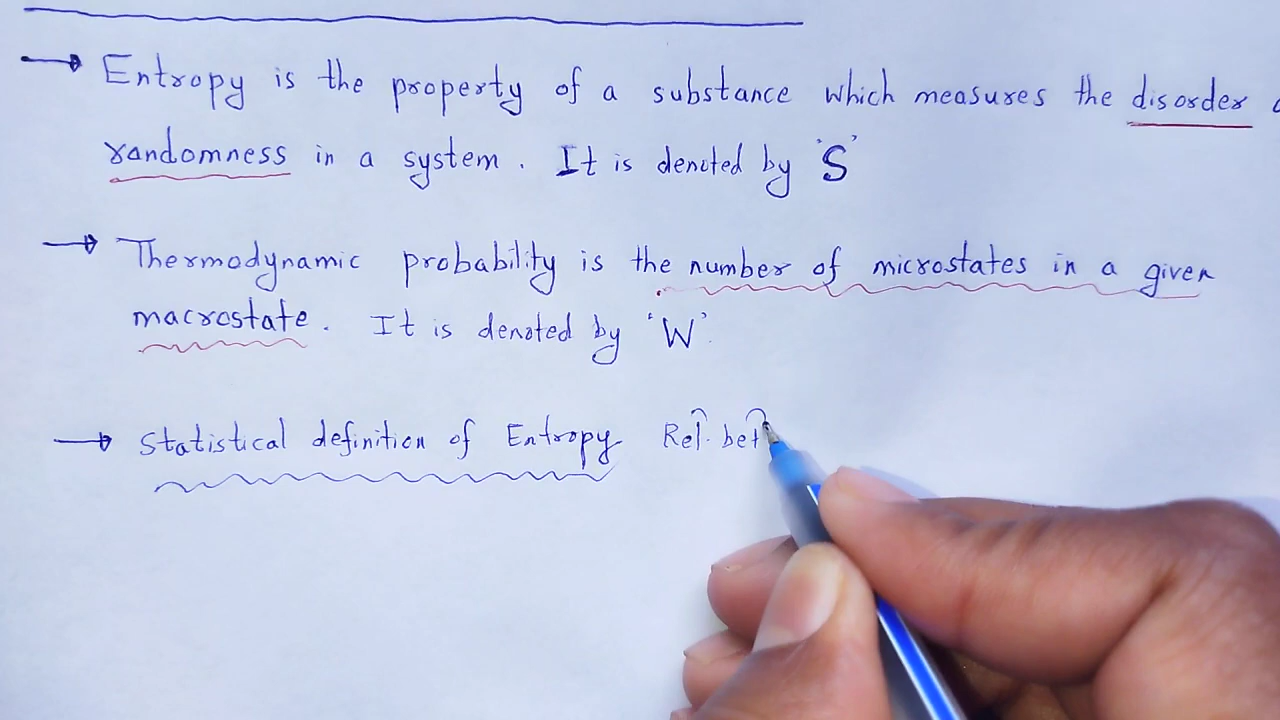 → Entropy is the property of a substance which measures the disorder
randomness in a system. It is denoted by 'S'
→ Thermodynamic probability is the number of microstates in a given
macrostate. It is denoted by 'W'.
→ Statistical definition of Entropy Rel. bet